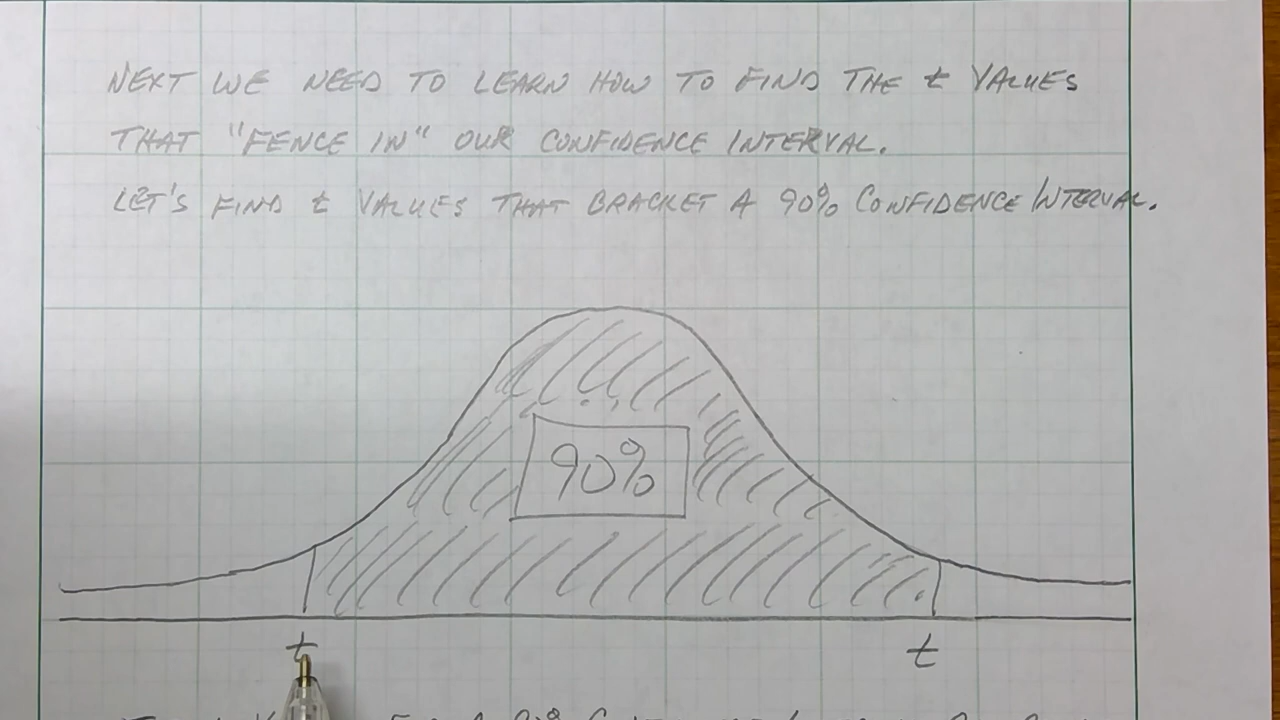 NEXT WE NEED TO LEARN HOW TO FIND THE t VALUES
THAT "FENCE IN" OUR CONFIDENCE INTERVAL.
LET'S FIND t VALUES THAT BRACKET A 90% CONFIDENCE INTERVAL.
90%
t t